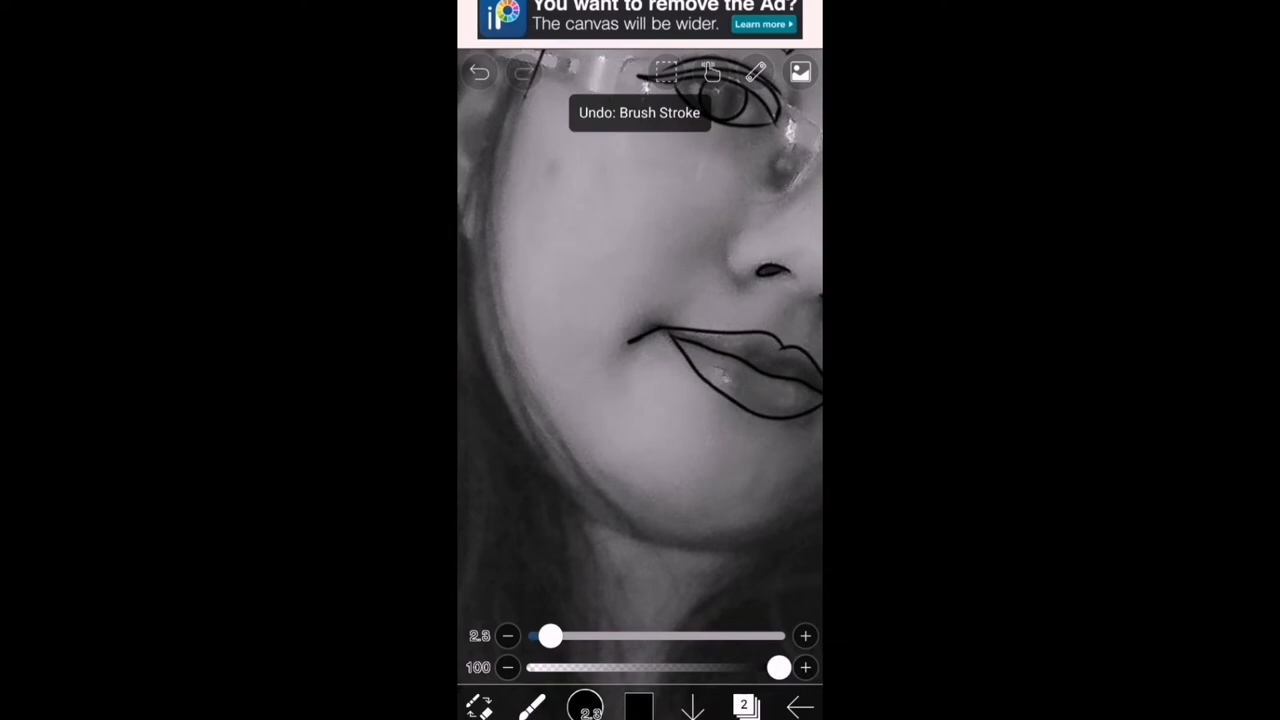 You want to remove the Ad?
The canvas will be wider.
Learn more
Undo: Brush Stroke
2.3
100
2.3
2